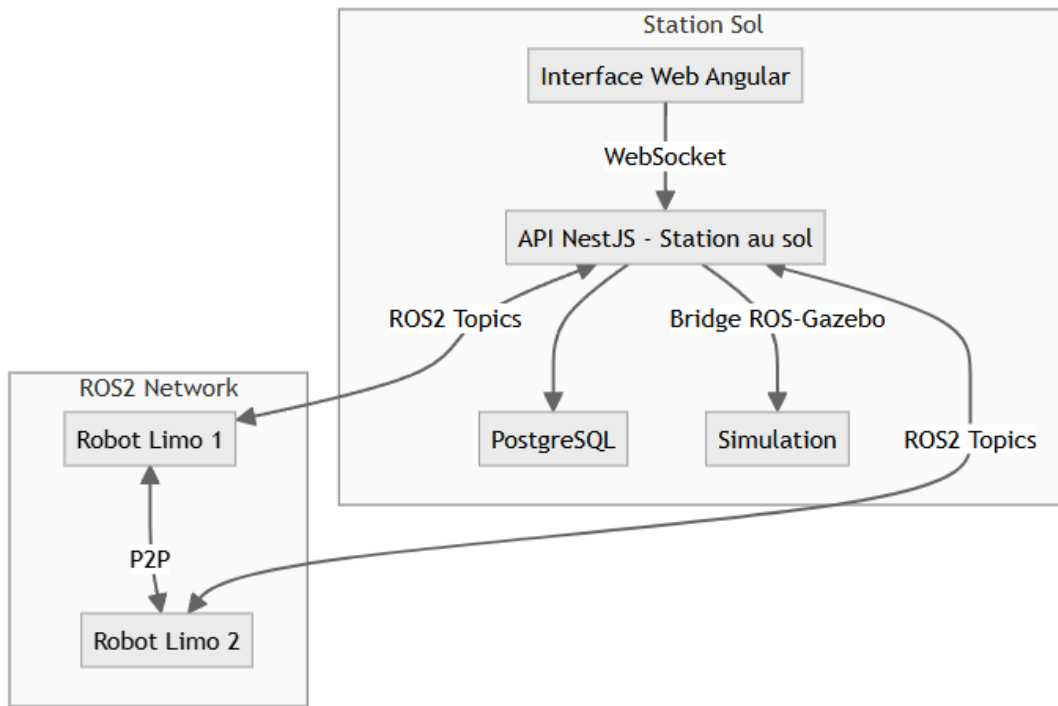 Station Sol
Interface Web Angular
WebSocket
API NestJS - Station au sol
ROS2 Topics
Bridge ROS-Gazebo
ROS2 Network
Robot Limo 1
PostgreSQL
Simulation
ROS2 Topics
P2P
Robot Limo 2